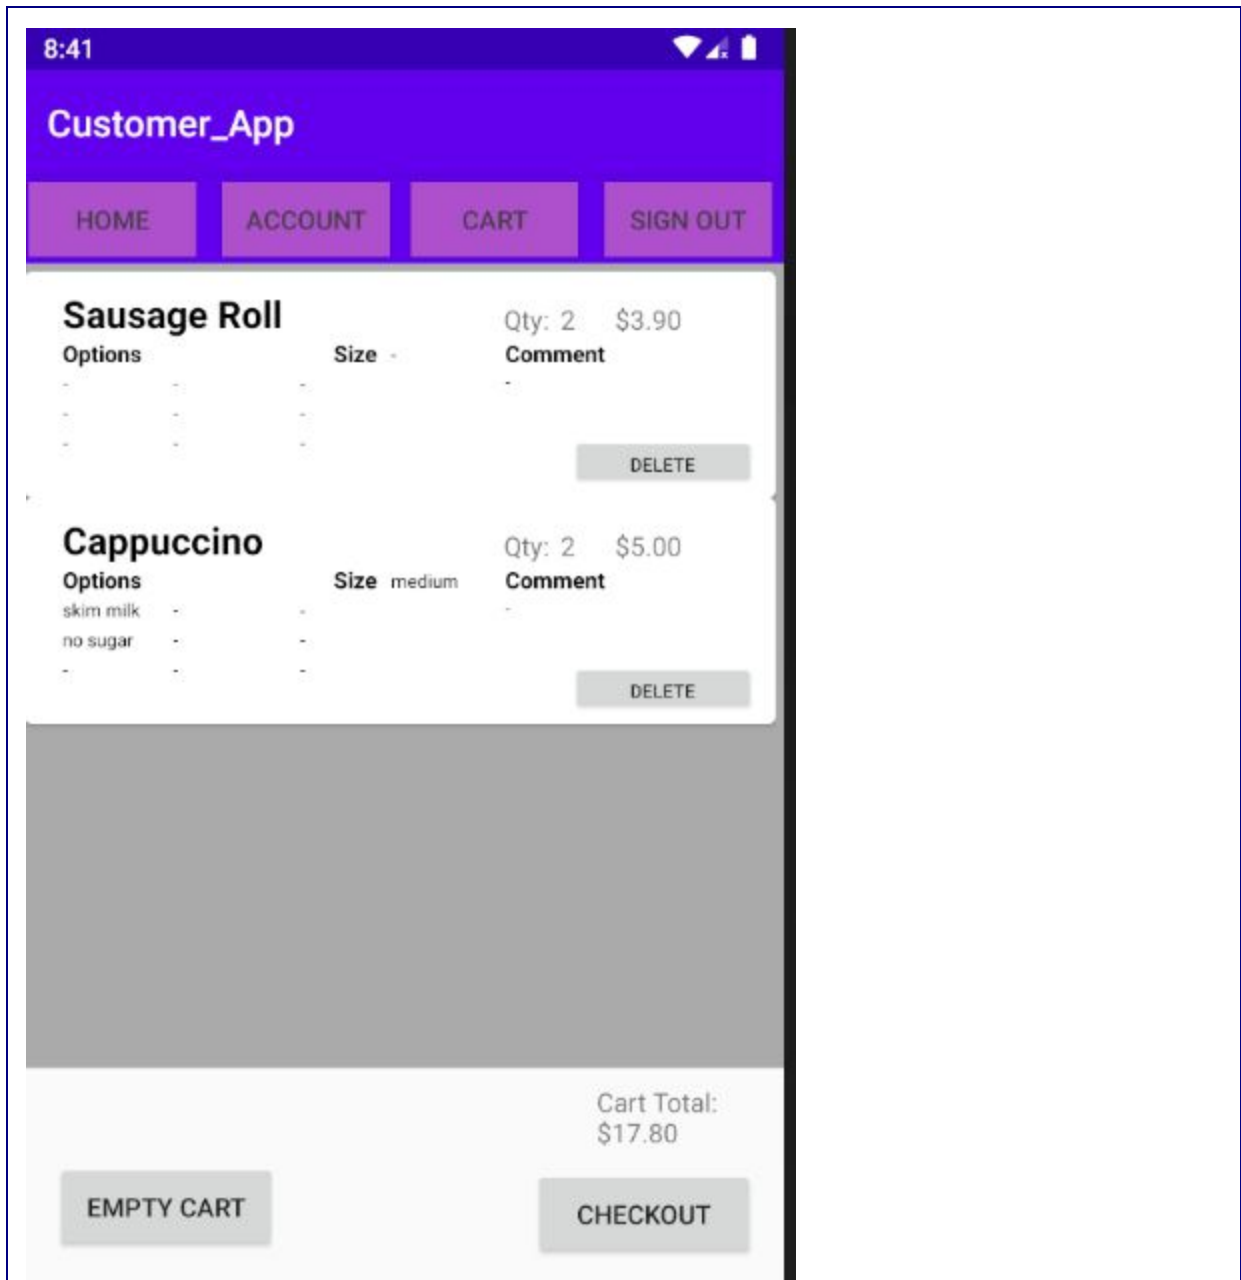 8:41
Customer_App
HOME ACCOUNT CART SIGN OUT
Sausage Roll Qty: 2 $3.90
Options Size - Comment
- - - -
- - -
- - -
DELETE
Cappuccino Qty: 2 $5.00
Options Size medium Comment
skim milk - - -
no sugar - -
- - -
DELETE
Cart Total:
$17.80
EMPTY CART CHECKOUT